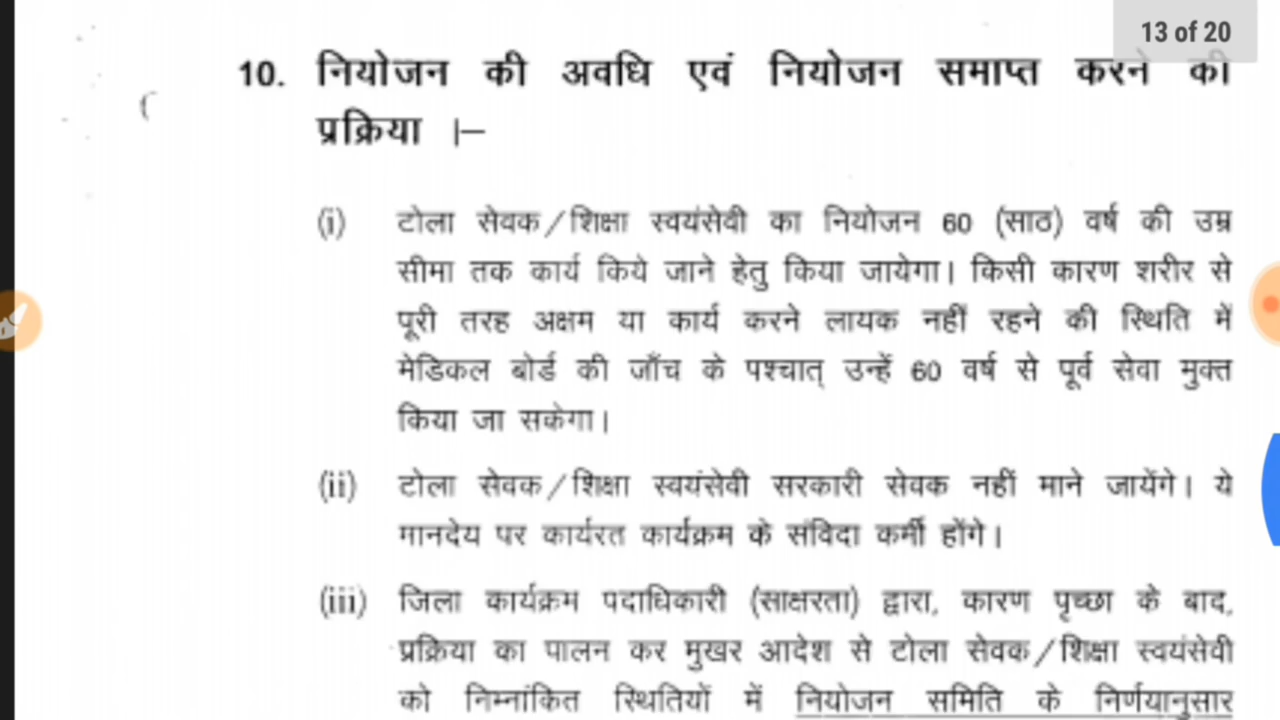 13 of 20
10. नियोजन की अवधि एवं नियोजन समाप्त करने की
प्रक्रिया ।–
(i) टोला सेवक/शिक्षा स्वयंसेवी का नियोजन 60 (साठ) वर्ष की उम्र
सीमा तक कार्य किये जाने हेतु किया जायेगा। किसी कारण शरीर से
पूरी तरह अक्षम या कार्य करने लायक नहीं रहने की स्थिति में
मेडिकल बोर्ड की जाँच के पश्चात् उन्हें 60 वर्ष से पूर्व सेवा मुक्त
किया जा सकेगा।
(ii) टोला सेवक/शिक्षा स्वयंसेवी सरकारी सेवक नहीं माने जायेंगे। ये
मानदेय पर कार्यरत कार्यक्रम के संविदा कर्मी होंगे।
(iii) जिला कार्यक्रम पदाधिकारी (साक्षरता) द्वारा, कारण पृच्छा के बाद,
प्रक्रिया का पालन कर मुखर आदेश से टोला सेवक/शिक्षा स्वयंसेवी
को निम्नांकित स्थितियों में नियोजन समिति के निर्णयानुसार